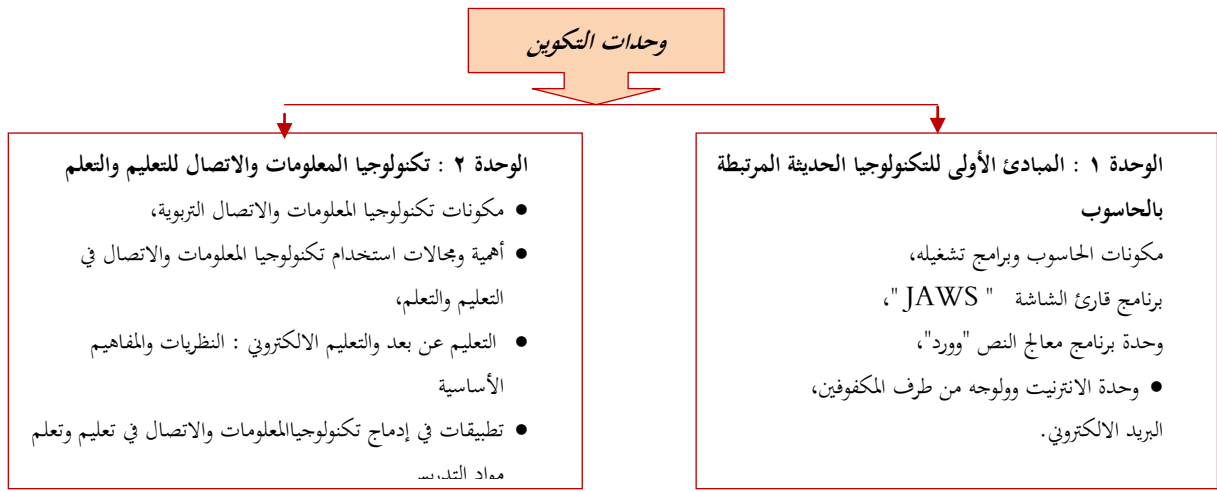 وحدات التكوين
الوحدة ١ : المبادئ الأولى للتكنولوجيا الحديثة المرتبطة
بالحاسوب
مكونات الحاسوب وبرامج تشغيله،
برنامج قارئ الشاشة " JAWS "،
وحدة برنامج معالج النص "وورد"،
● وحدة الانترنيت وولوجه من طرف المكفوفين،
البريد الالكتروني.
الوحدة ٢ : تكنولوجيا المعلومات والاتصال للتعليم والتعلم
● مكونات تكنولوجيا المعلومات والاتصال التربوية،
● أهمية ومجالات استخدام تكنولوجيا المعلومات والاتصال في
التعليم والتعلم،
● التعليم عن بعد والتعليم الالكتروني : النظريات والمفاهيم
الأساسية
● تطبيقات في إدماج تكنولوجياالمعلومات والاتصال في تعليم وتعلم
مواد التدريس